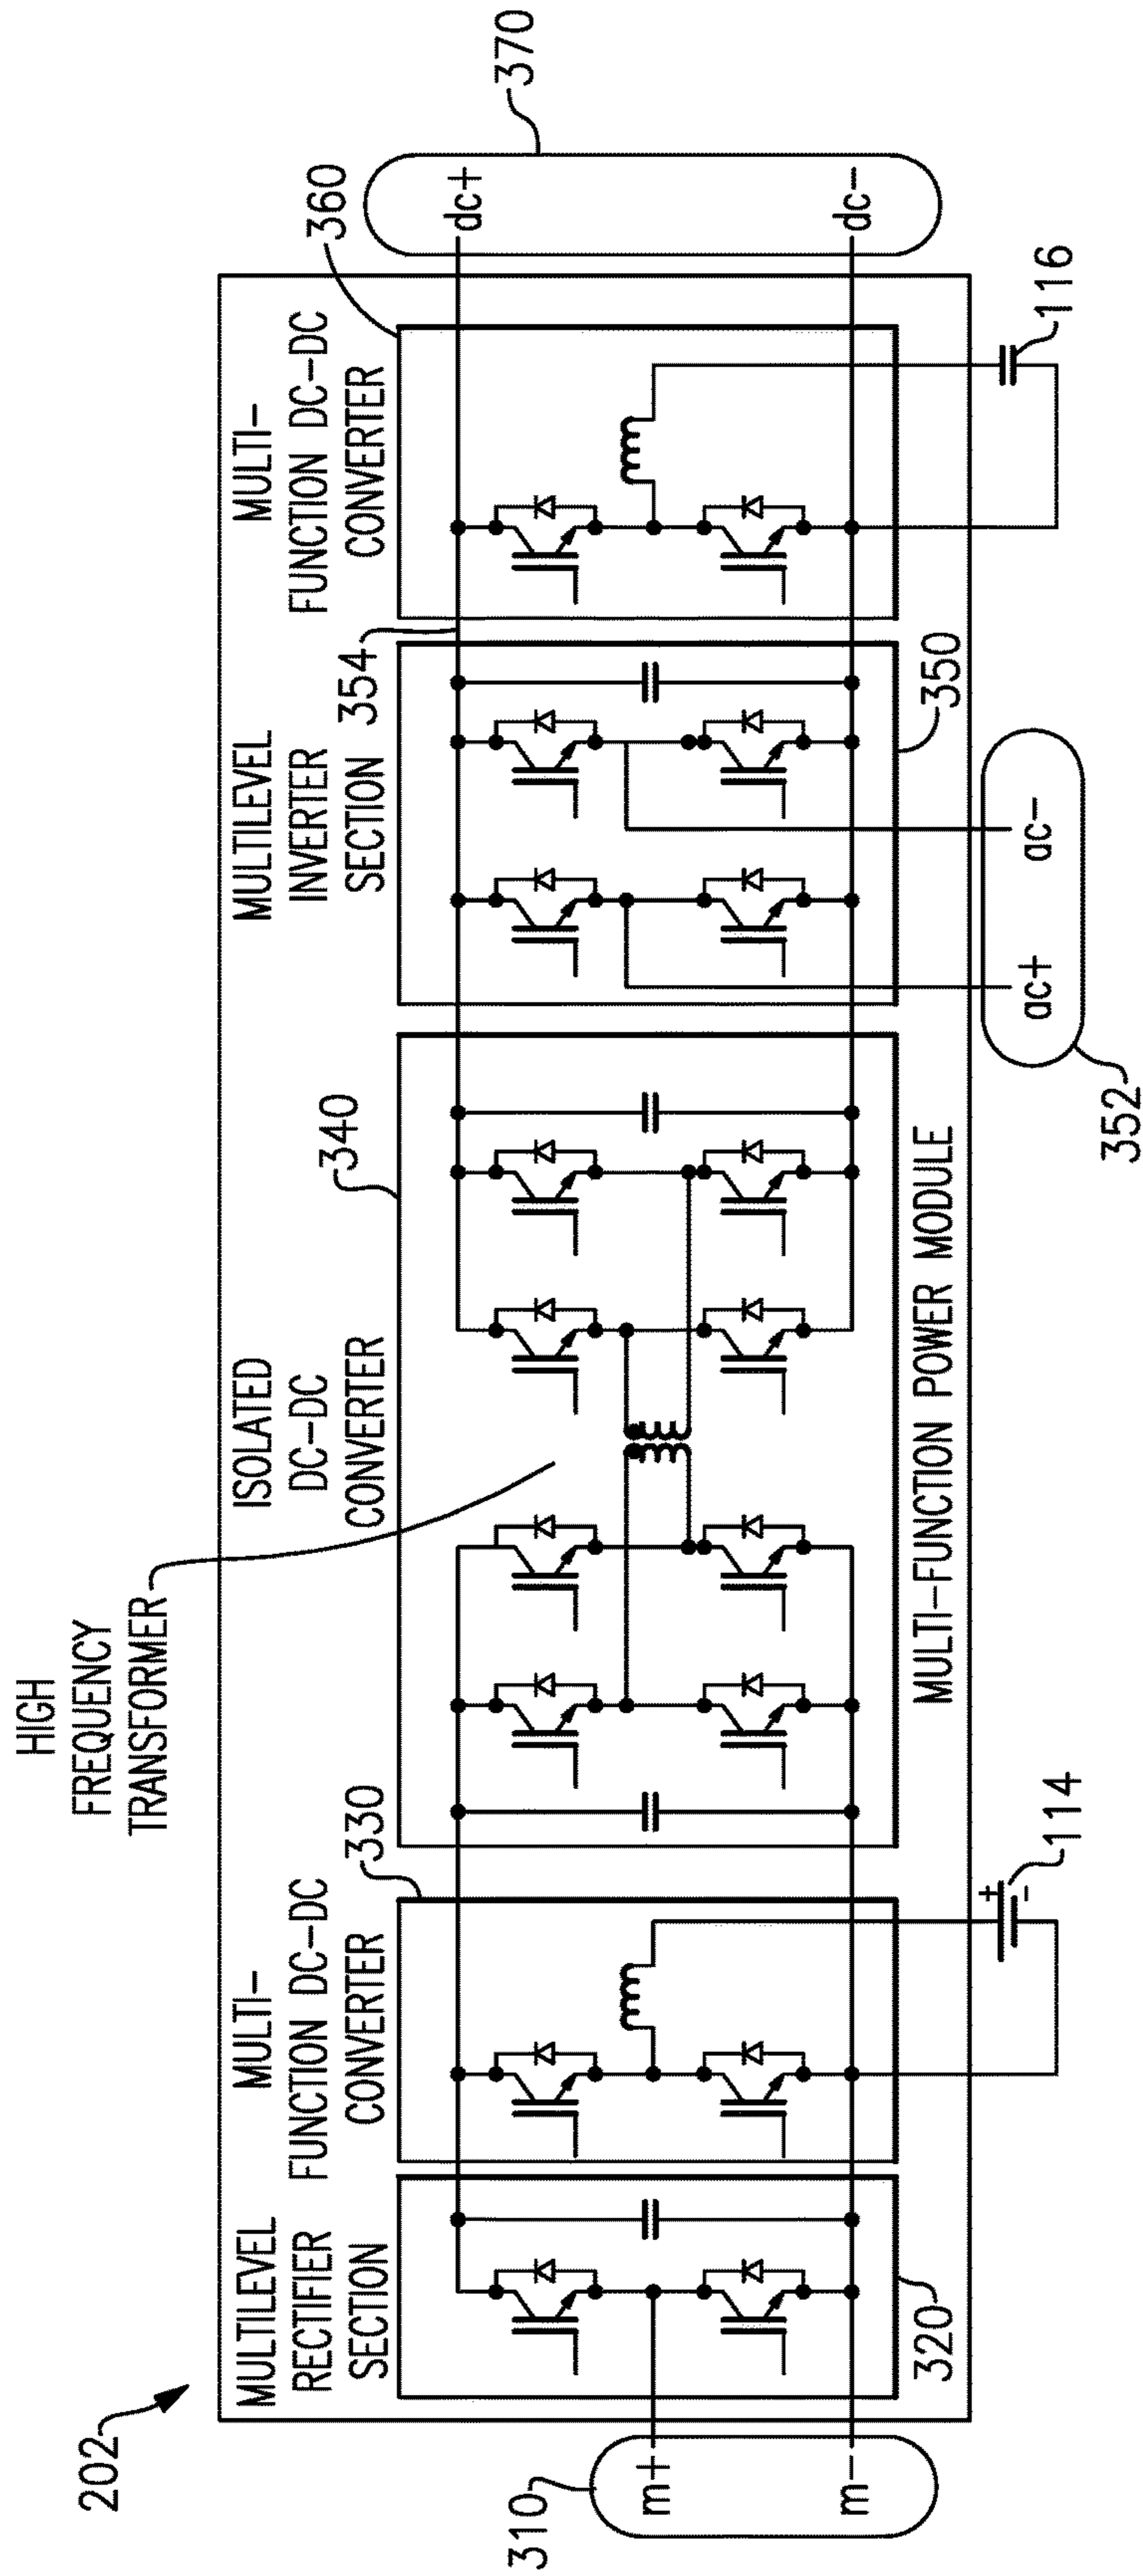 202
HIGH
FREQUENCY
TRANSFORMER
MULTILEVEL
RECTIFIER
SECTION
MULTI-
FUNCTION DC-DC
CONVERTER
330
ISOLATED
DC-DC
CONVERTER
340
MULTILEVEL
INVERTER
SECTION
354
MULTI-
FUNCTION DC-DC
CONVERTER
360
370
310
m+
m-
dc+
dc-
320
+
-
114
MULTI-FUNCTION POWER MODULE
350
ac+
ac-
352
116